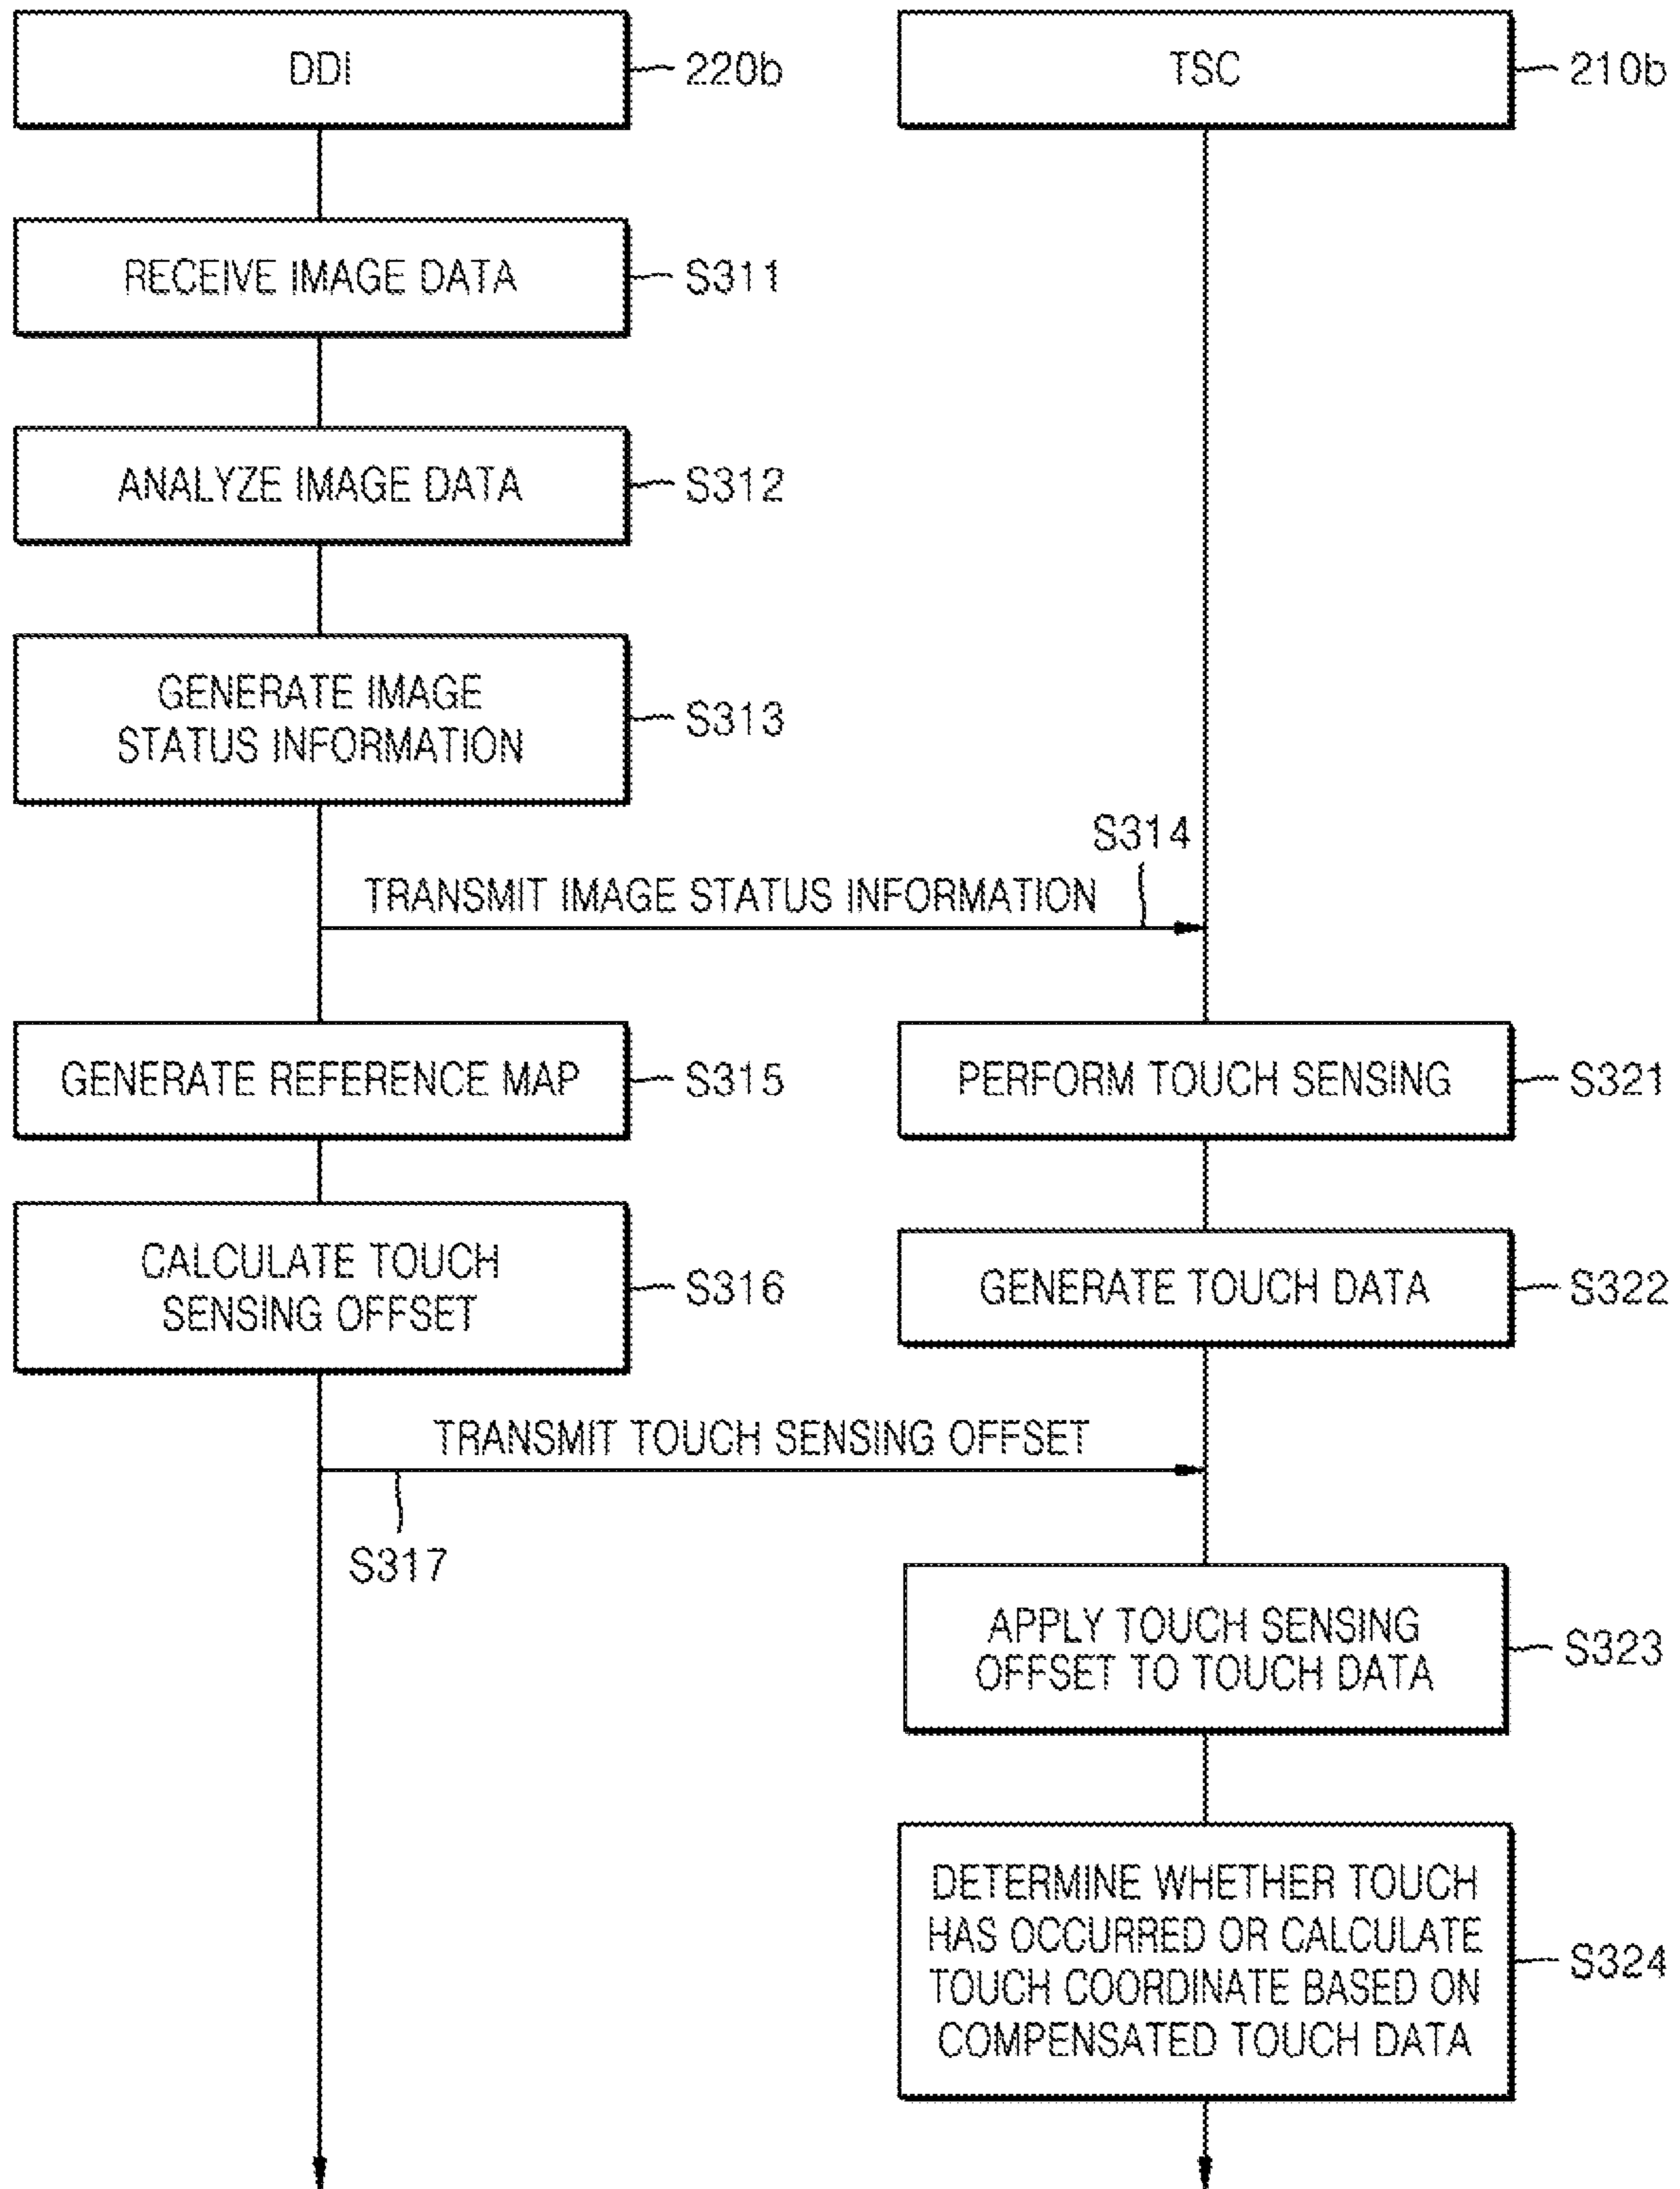 DDI
220b
TSC
210b
RECEIVE IMAGE DATA
S311
ANALYZE IMAGE DATA
S312
GENERATE IMAGE
STATUS INFORMATION
S313
S314
TRANSMIT IMAGE STATUS INFORMATION
GENERATE REFERENCE MAP
S315
PERFORM TOUCH SENSING
S321
CALCULATE TOUCH
SENSING OFFSET
S316
GENERATE TOUCH DATA
S322
TRANSMIT TOUCH SENSING OFFSET
S317
APPLY TOUCH SENSING
OFFSET TO TOUCH DATA
S323
DETERMINE WHETHER TOUCH
HAS OCCURRED OR CALCULATE
TOUCH COORDINATE BASED ON
COMPENSATED TOUCH DATA
S324